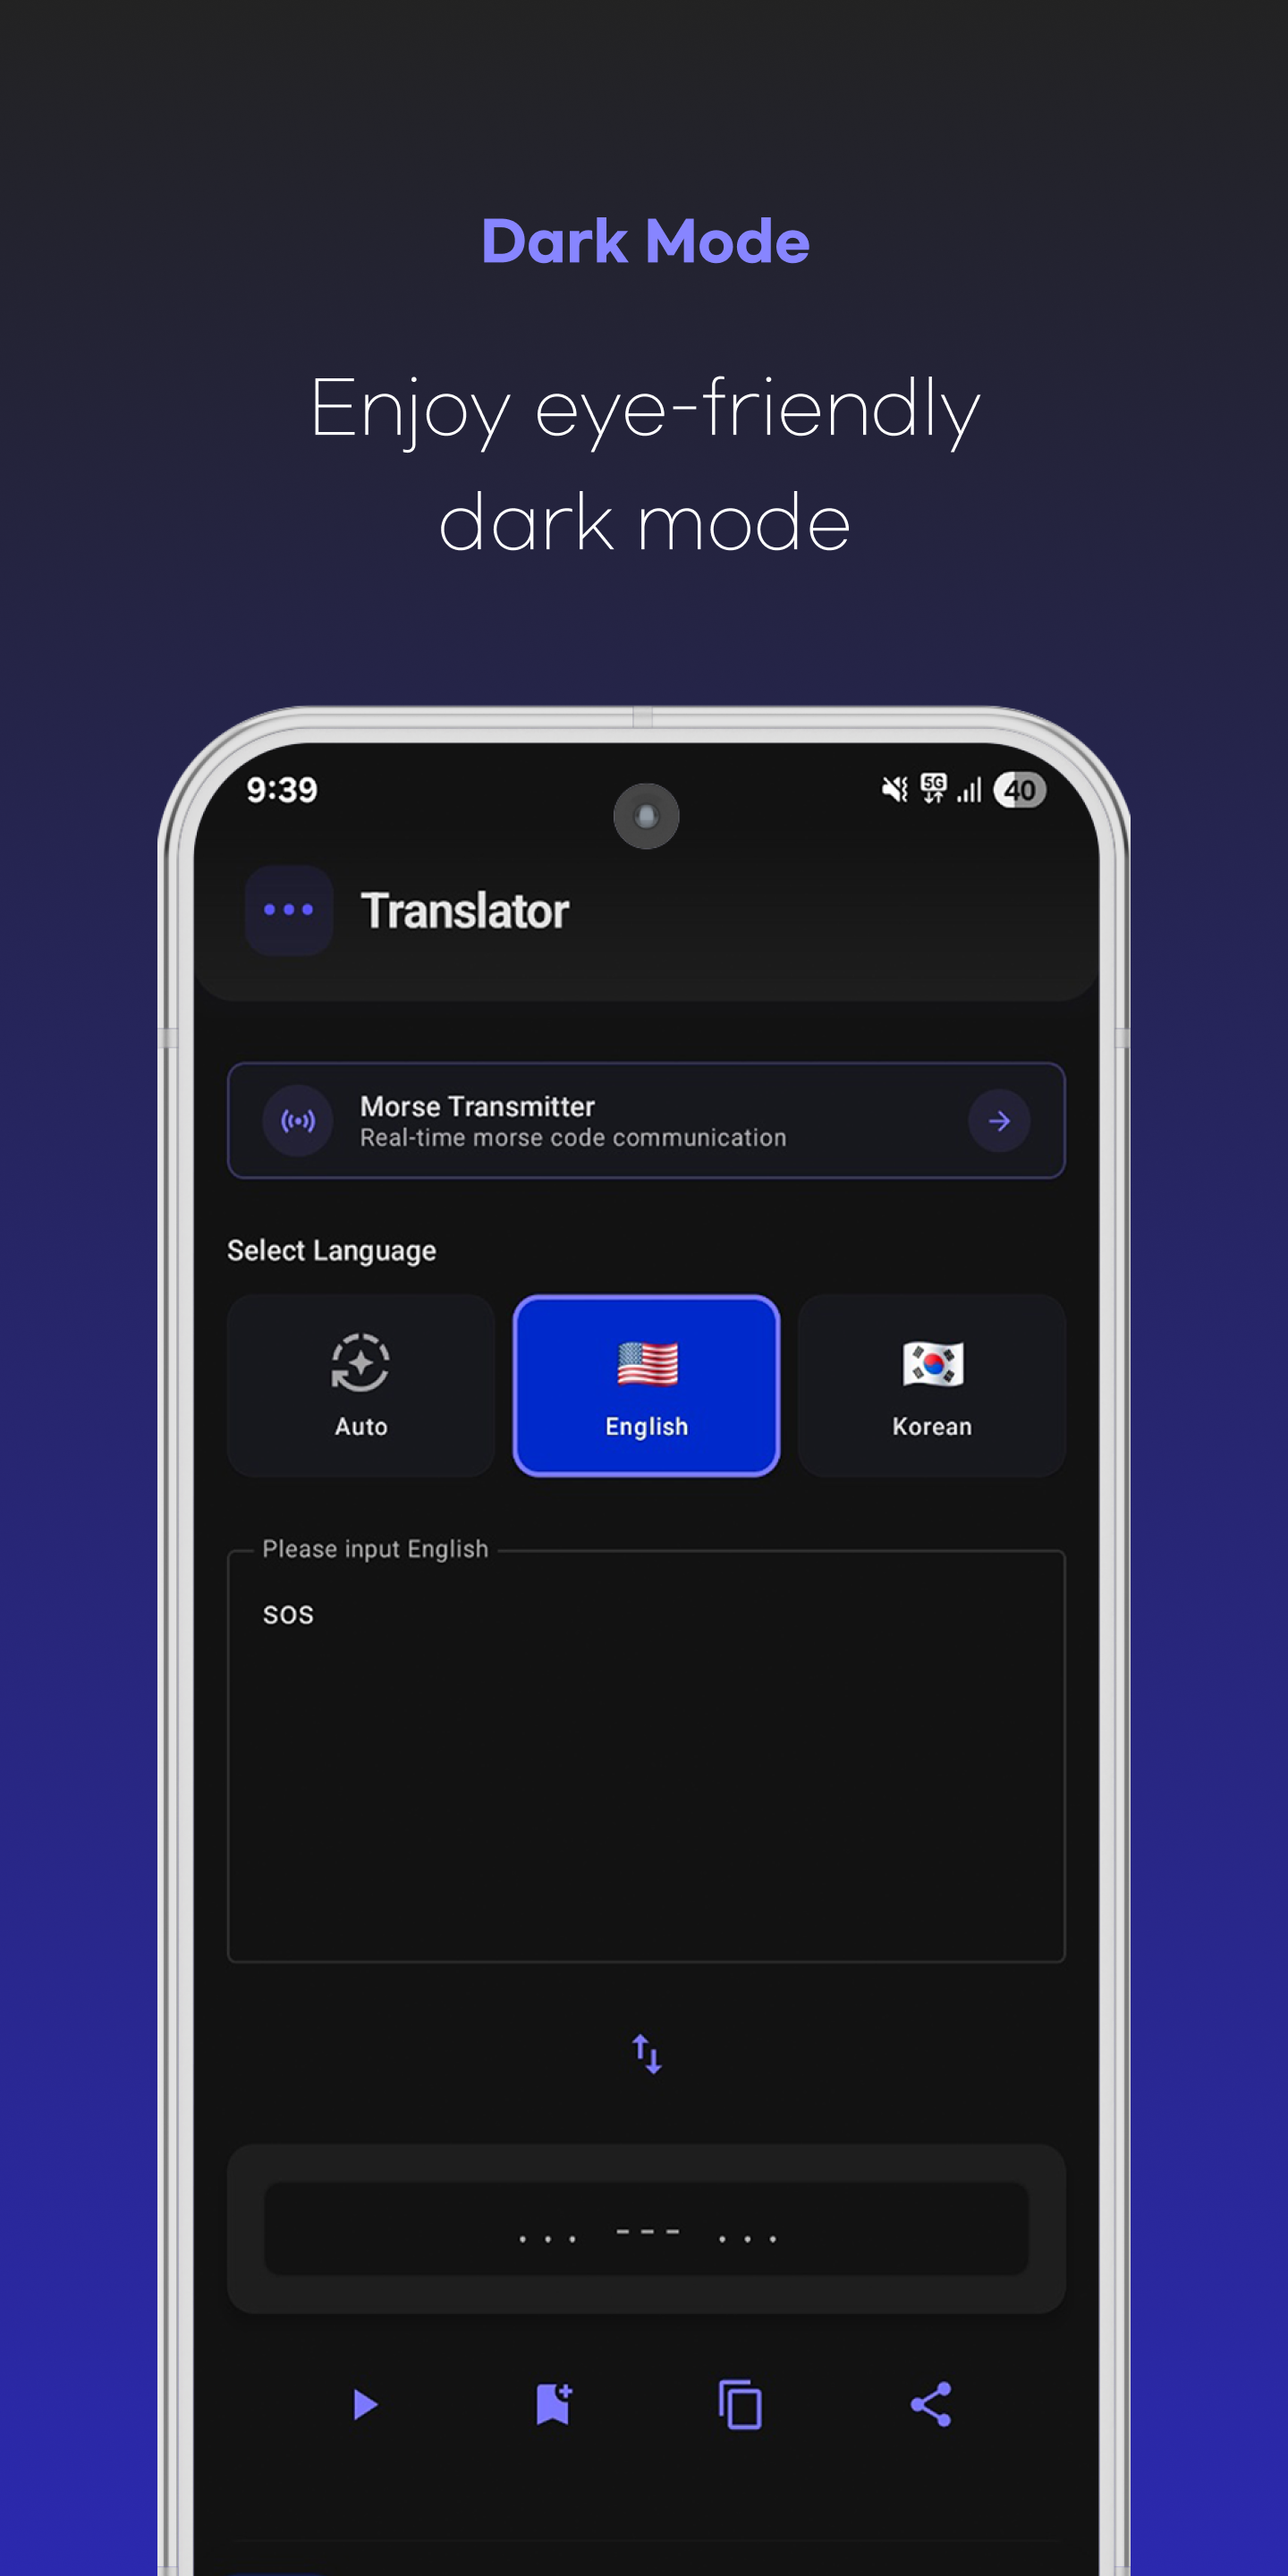 Dark Mode
Enjoy eye-friendly
dark mode
9:39
5G
40
Translator
Morse Transmitter
Real-time morse code communication
Select Language
Auto
English
Korean
Please input English
sos
... --- ...